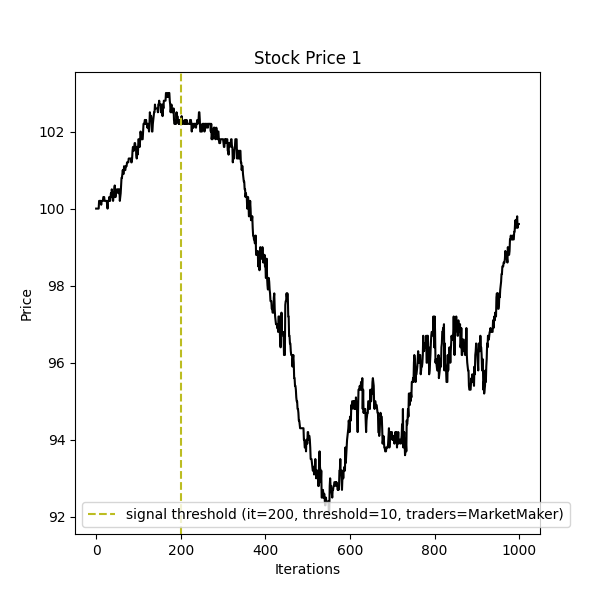 Stock Price 1
Price
102
100
98
96
94
92
signal threshold (it=200, threshold=10, traders=MarketMaker)
0 200 400 600 800 1000
Iterations